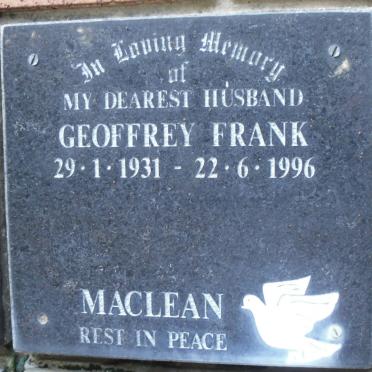 In Loving Memory
of
MY DEAREST HUSBAND
GEOFFREY FRANK
29·1·1931 - 22·6·1996
MACLEAN
REST IN PEACE